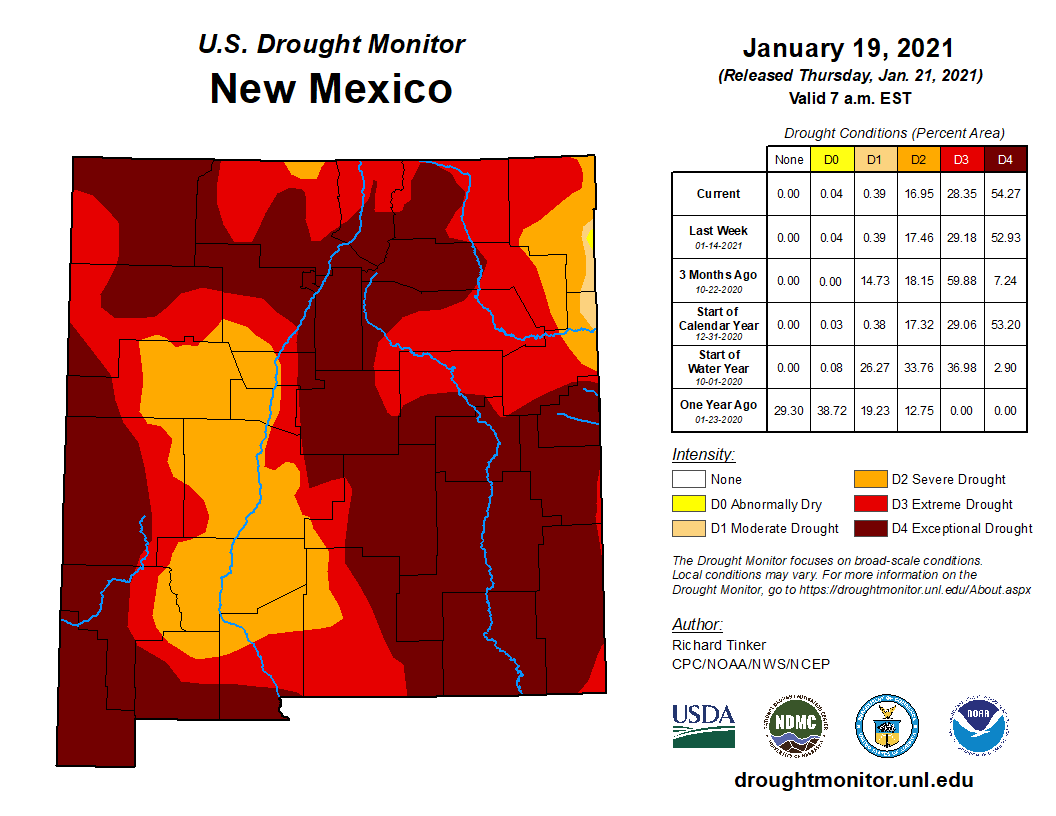 U.S. Drought Monitor
New Mexico
January 19, 2021
(Released Thursday, Jan. 21, 2021)
Valid 7 a.m. EST
Drought Conditions (Percent Area)
None D0 D1 D2 D3 D4
Current 0.00 0.04 0.39 16.95 28.35 54.27
Last Week
01-14-2021 0.00 0.04 0.39 17.46 29.18 52.93
3 Months Ago
10-22-2020 0.00 0.00 14.73 18.15 59.88 7.24
Start of
Calendar Year
12-31-2020 0.00 0.03 0.38 17.32 29.06 53.20
Start of
Water Year
10-01-2020 0.00 0.08 26.27 33.76 36.98 2.90
One Year Ago
01-23-2020 29.30 38.72 19.23 12.75 0.00 0.00
Intensity:
None
D0 Abnormally Dry
D1 Moderate Drought
D2 Severe Drought
D3 Extreme Drought
D4 Exceptional Drought
The Drought Monitor focuses on broad-scale conditions.
Local conditions may vary. For more information on the
Drought Monitor, go to https://droughtmonitor.unl.edu/About.aspx
Author:
Richard Tinker
CPC/NOAA/NWS/NCEP
USDA
NDMC
NOAA
droughtmonitor.unl.edu